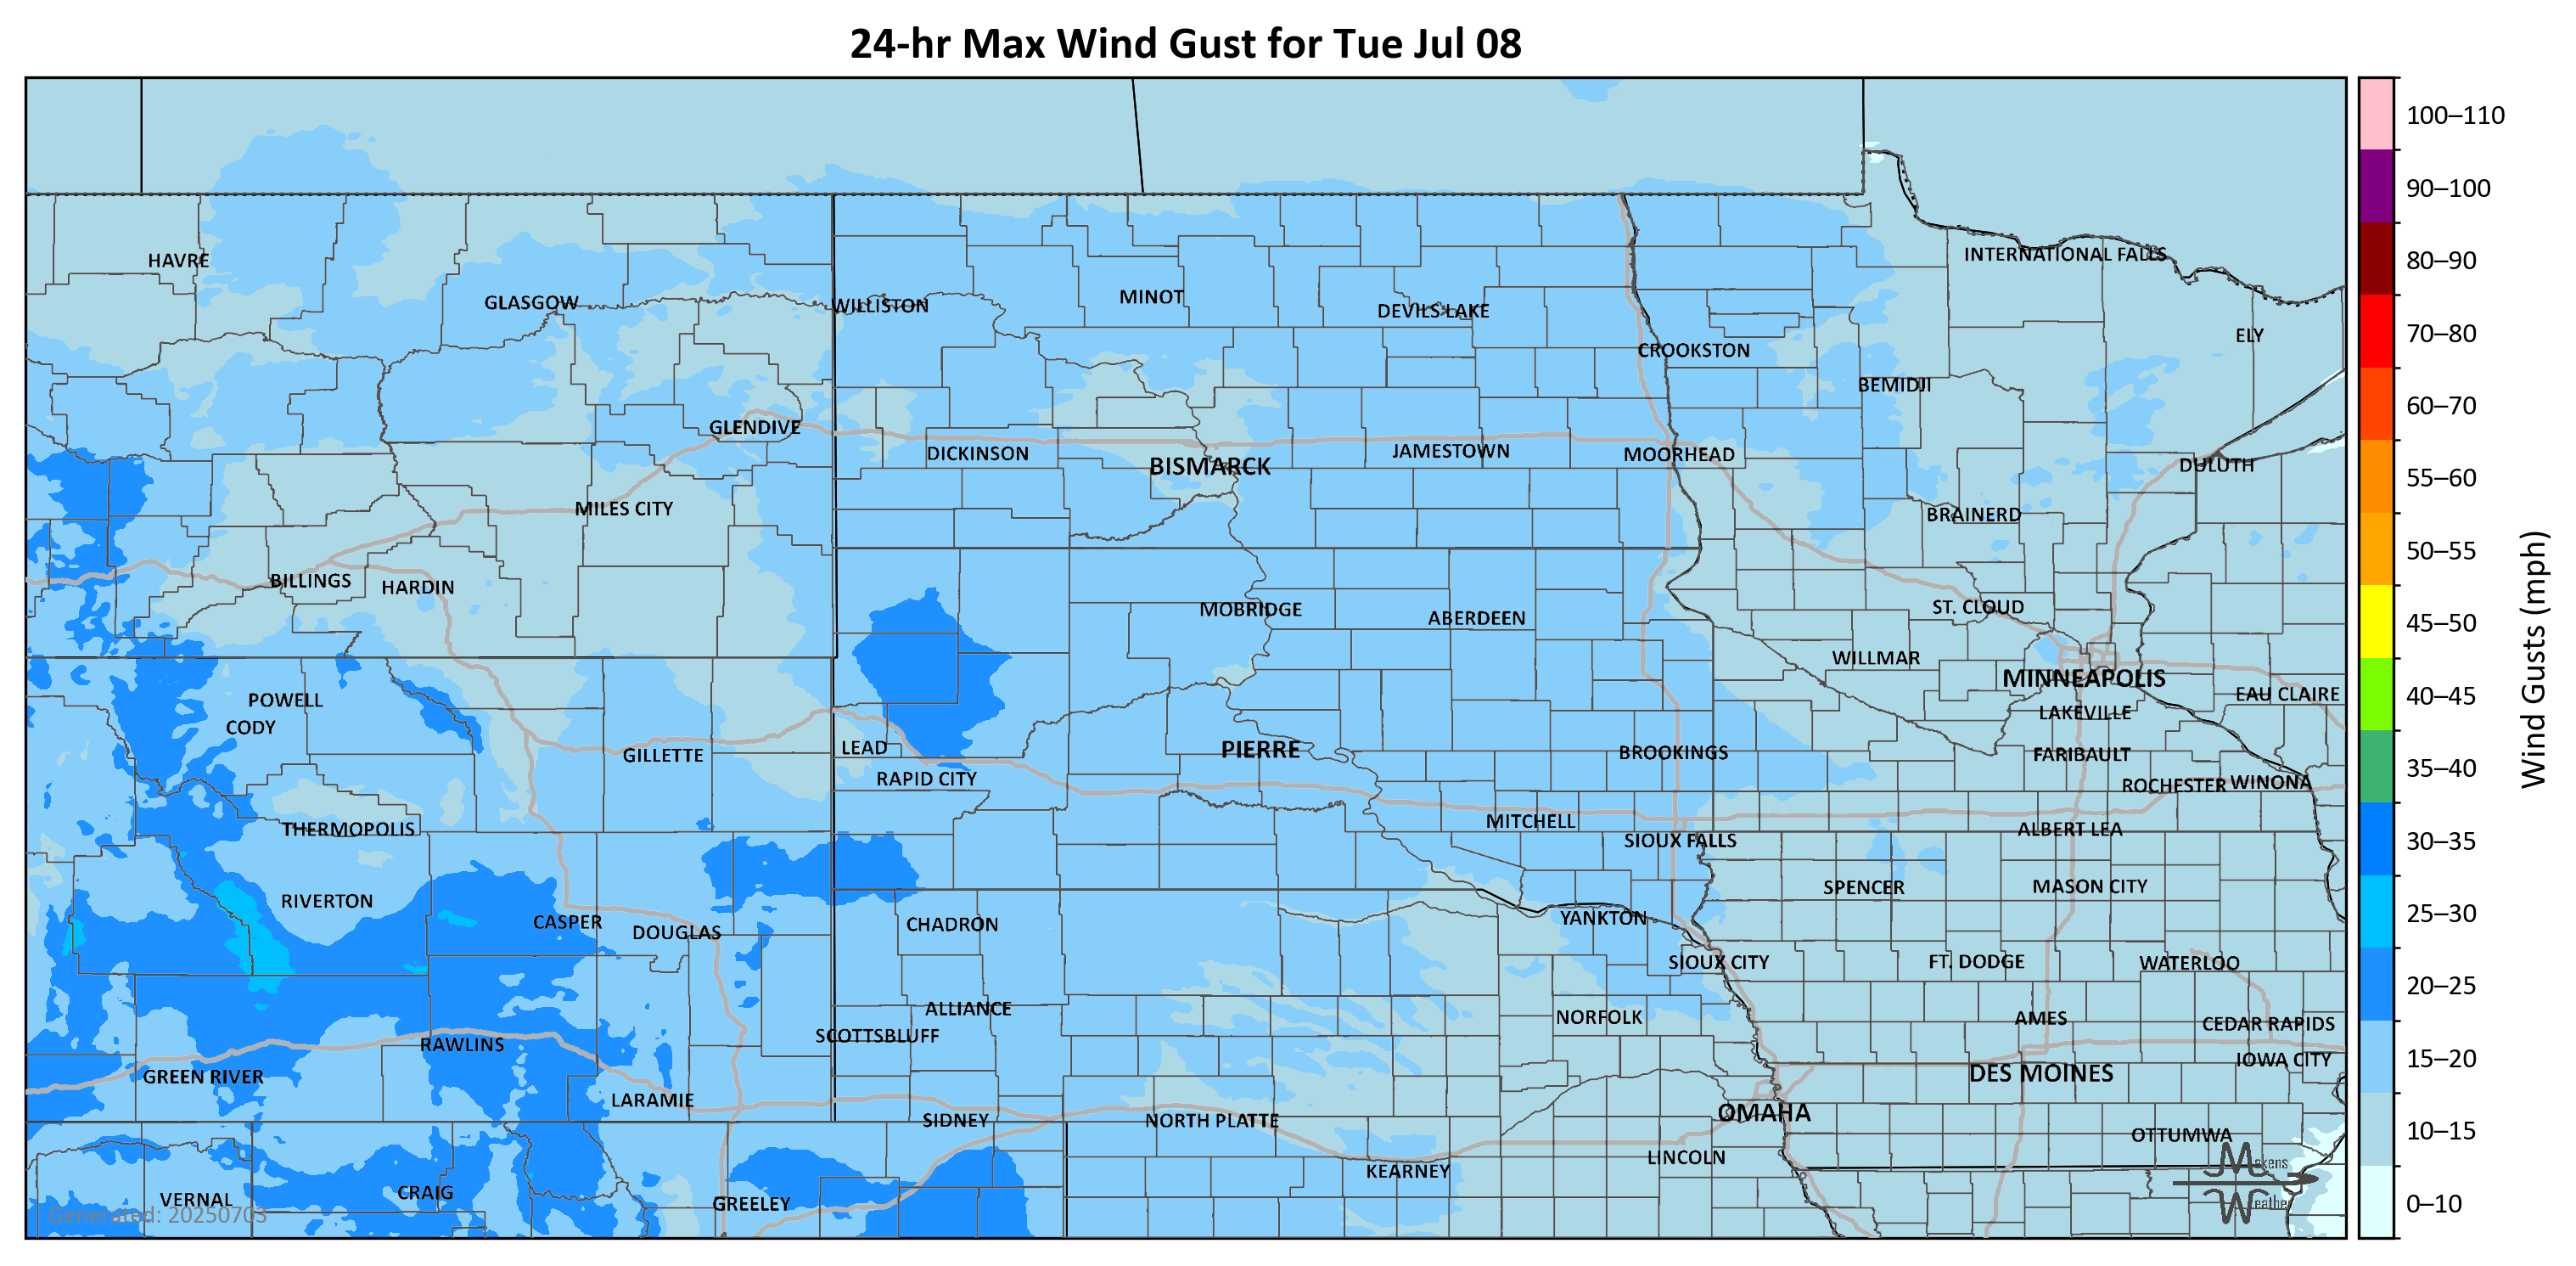 24-hr Max Wind Gust for Tue Jul 08
100–110
90–100
80–90
70–80
60–70
55–60
50–55
45–50
40–45
35–40
30–35
25–30
20–25
15–20
10–15
0–10
Wind Gusts (mph)
HAVRE
GLASGOW
WILLISTON
MINOT
DEVILS LAKE
CROOKSTON
BEMIDJI
INTERNATIONAL FALLS
ELY
GLENDIVE
DICKINSON
BISMARCK
JAMESTOWN
MOORHEAD
DULUTH
MILES CITY
BRAINERD
BILLINGS
HARDIN
MOBRIDGE
ABERDEEN
ST. CLOUD
WILLMAR
MINNEAPOLIS
EAU CLAIRE
LAKEVILLE
POWELL
CODY
GILLETTE
LEAD
RAPID CITY
PIERRE
BROOKINGS
FARIBAULT
ROCHESTER
WINONA
THERMOPOLIS
MITCHELL
SIOUX FALLS
ALBERT LEA
RIVERTON
CASPER
DOUGLAS
CHADRON
YANKTON
SPENCER
MASON CITY
SIOUX CITY
FT. DODGE
WATERLOO
ALLIANCE
SCOTTSBLUFF
NORFOLK
AMES
CEDAR RAPIDS
IOWA CITY
RAWLINS
GREEN RIVER
LARAMIE
SIDNEY
NORTH PLATTE
OMAHA
DES MOINES
OTTUMWA
KEARNEY
LINCOLN
VERNAL
CRAIG
GREELEY
Generated: 20250703
Makens
Weather